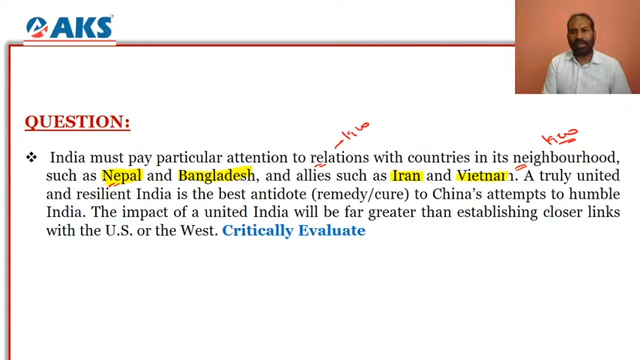 AKS
QUESTION:
❖ India must pay particular attention to relations with countries in its neighbourhood,
such as Nepal and Bangladesh, and allies such as Iran and Vietnam. A truly united
and resilient India is the best antidote (remedy/cure) to China's attempts to humble
India. The impact of a united India will be far greater than establishing closer links
with the U.S. or the West. Critically Evaluate